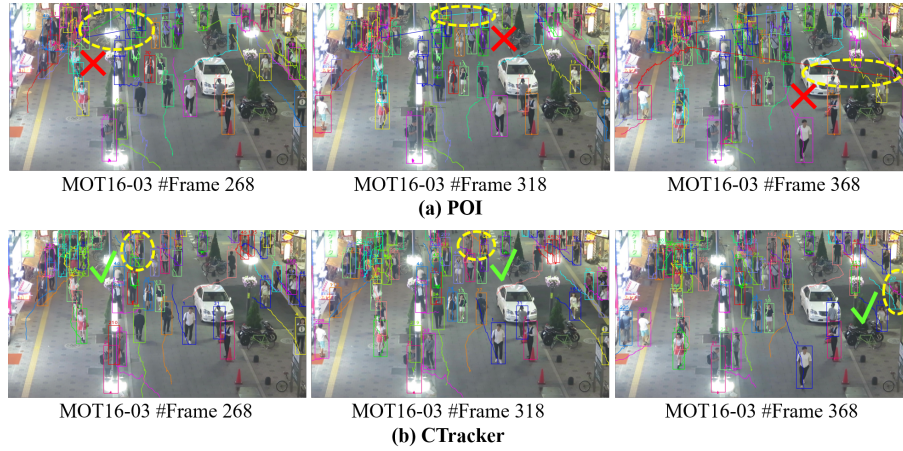 MOT16-03 #Frame 268
MOT16-03 #Frame 318
MOT16-03 #Frame 368
(a) POI
MOT16-03 #Frame 268
MOT16-03 #Frame 318
MOT16-03 #Frame 368
(b) CTracker